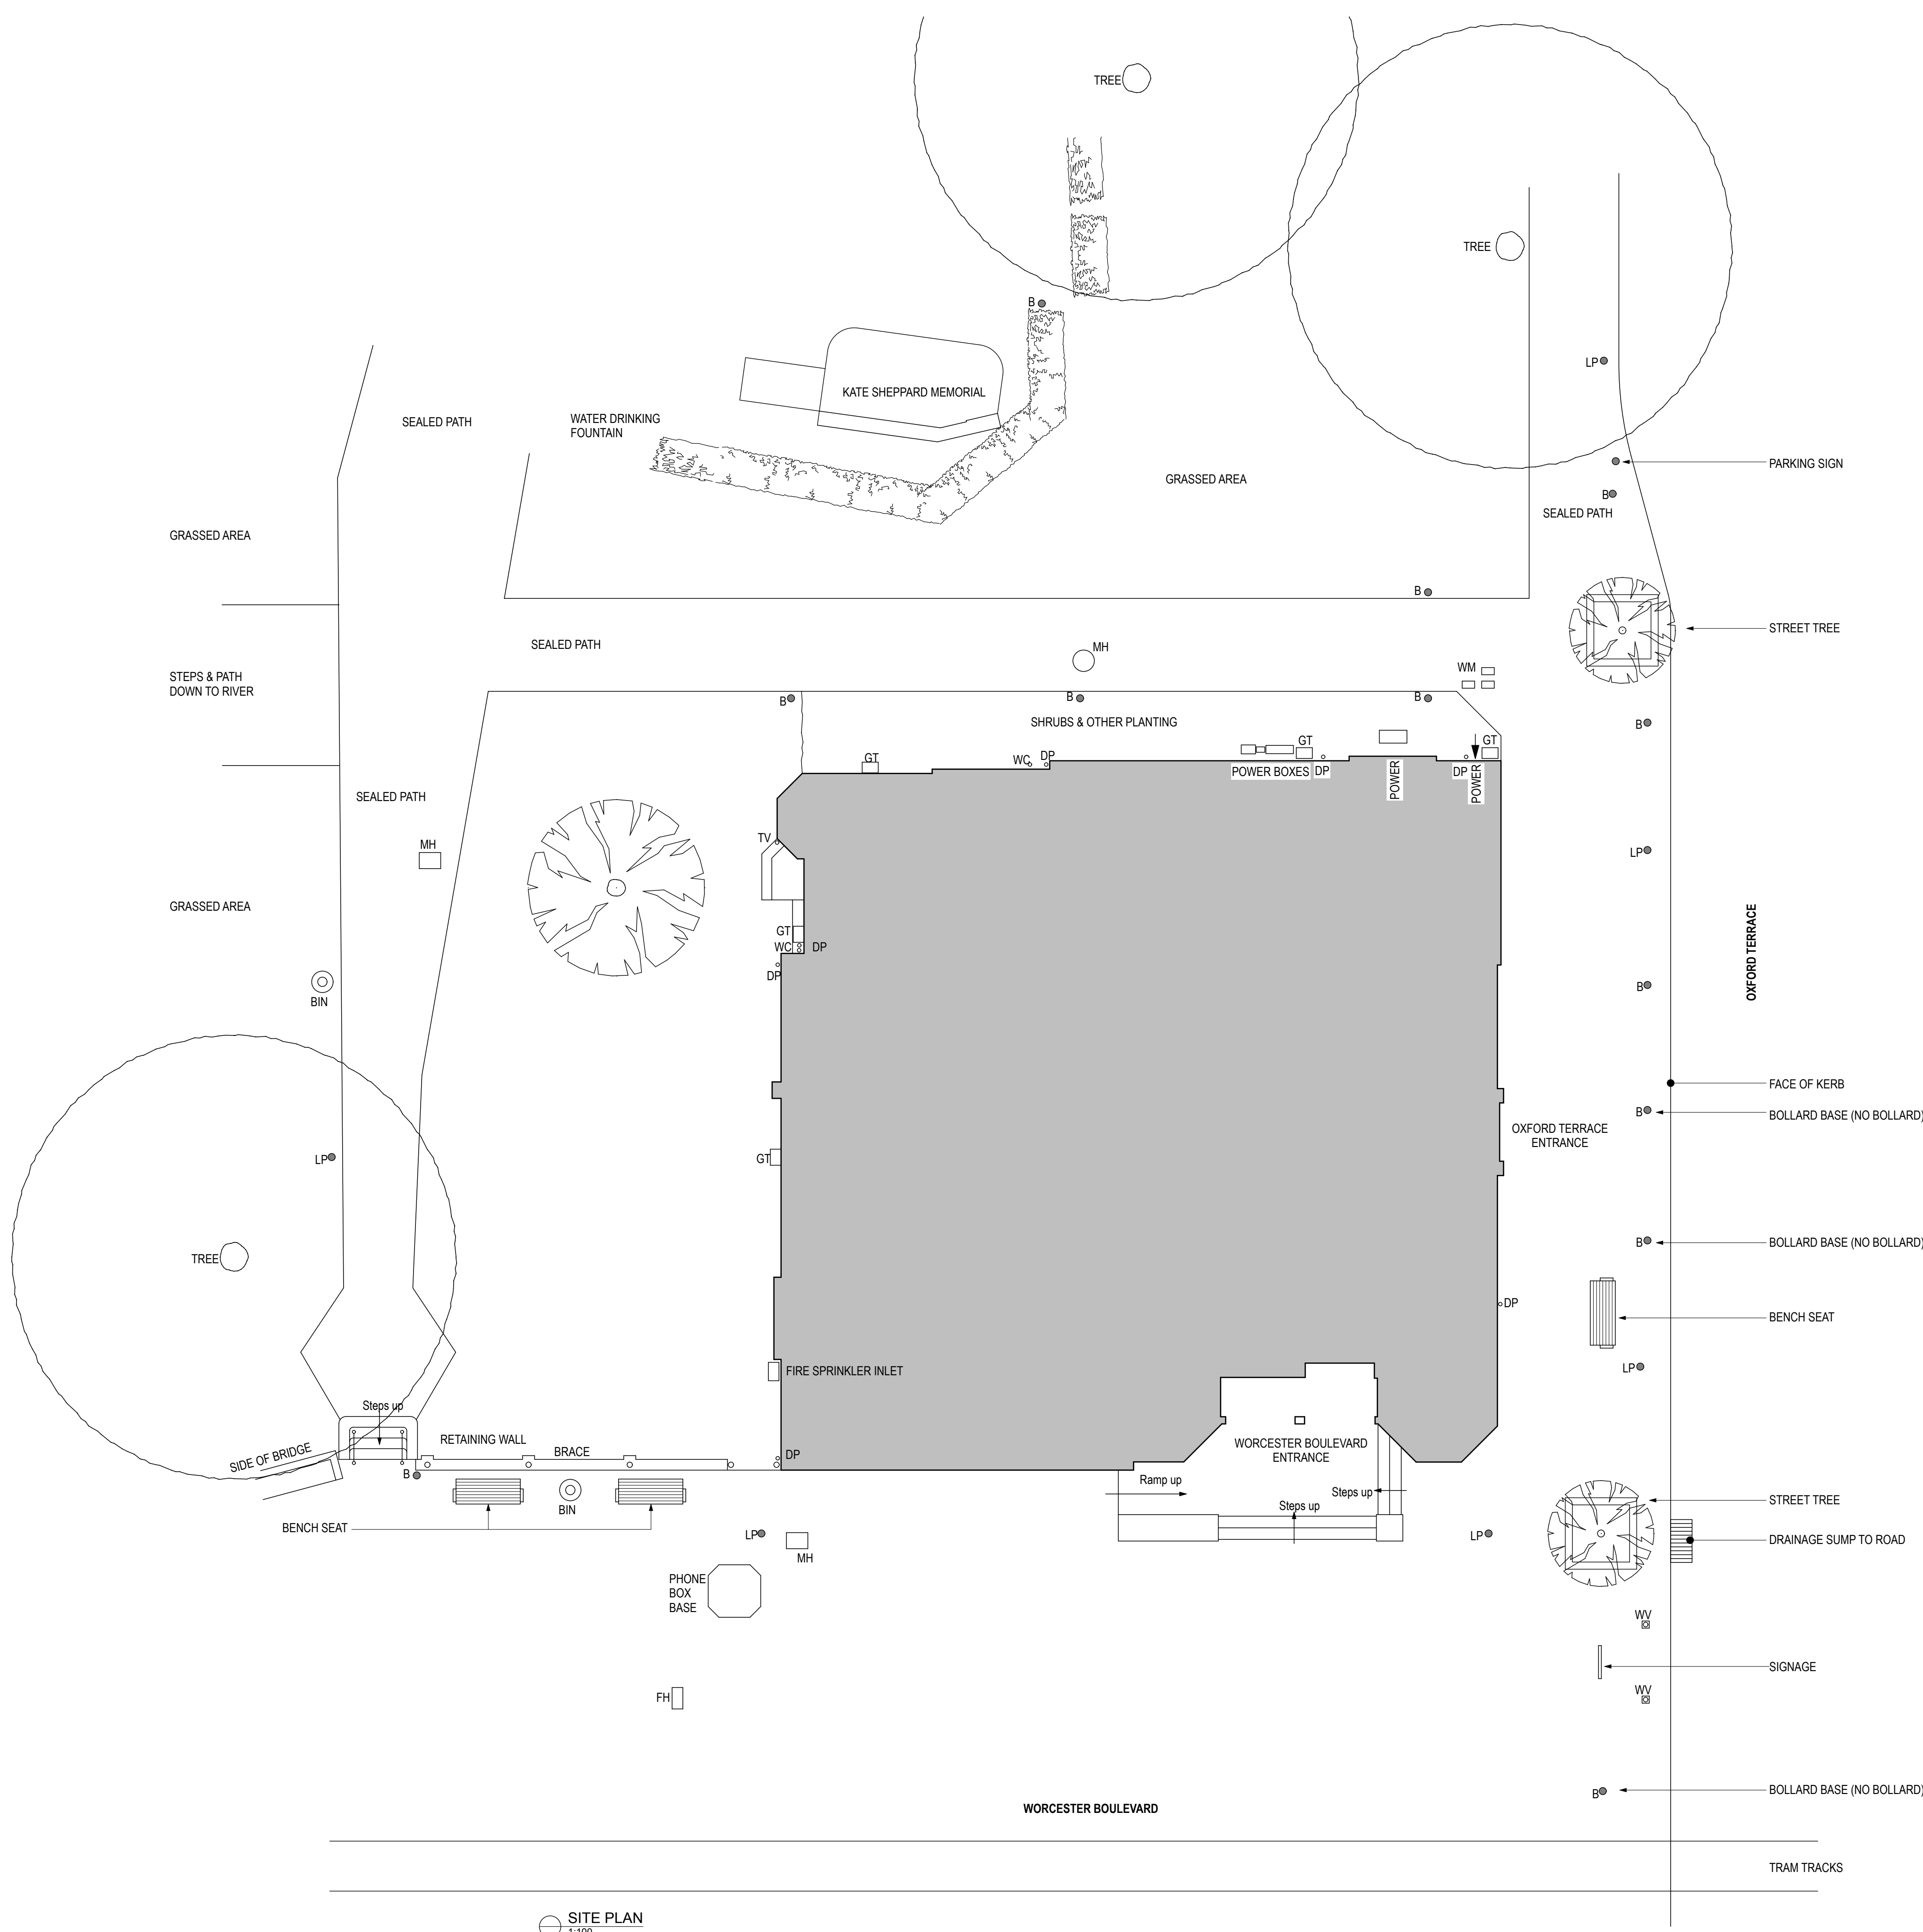 TREE
TREE
B
LP
KATE SHEPPARD MEMORIAL
SEALED PATH
WATER DRINKING
FOUNTAIN
PARKING SIGN
GRASSED AREA
B
SEALED PATH
GRASSED AREA
B
STREET TREE
SEALED PATH
MH
WM
STEPS & PATH
DOWN TO RIVER
B
B
B
SHRUBS & OTHER PLANTING
B
GT
WC
DP
GT
GT
POWER BOXES
DP
POWER
DP
POWER
SEALED PATH
TV
MH
LP
GRASSED AREA
GT
WC
DP
DP
OXFORD TERRACE
BIN
B
FACE OF KERB
B
BOLLARD BASE (NO BOLLARD)
OXFORD TERRACE
ENTRANCE
LP
GT
B
BOLLARD BASE (NO BOLLARD)
TREE
DP
BENCH SEAT
LP
FIRE SPRINKLER INLET
Steps up
RETAINING WALL
BRACE
SIDE OF BRIDGE
DP
WORCESTER BOULEVARD
ENTRANCE
B
Ramp up
Steps up
Steps up
STREET TREE
BIN
BENCH SEAT
LP
MH
LP
DRAINAGE SUMP TO ROAD
PHONE
BOX
BASE
WV
SIGNAGE
WV
FH
B
BOLLARD BASE (NO BOLLARD)
WORCESTER BOULEVARD
TRAM TRACKS
SITE PLAN
1:100